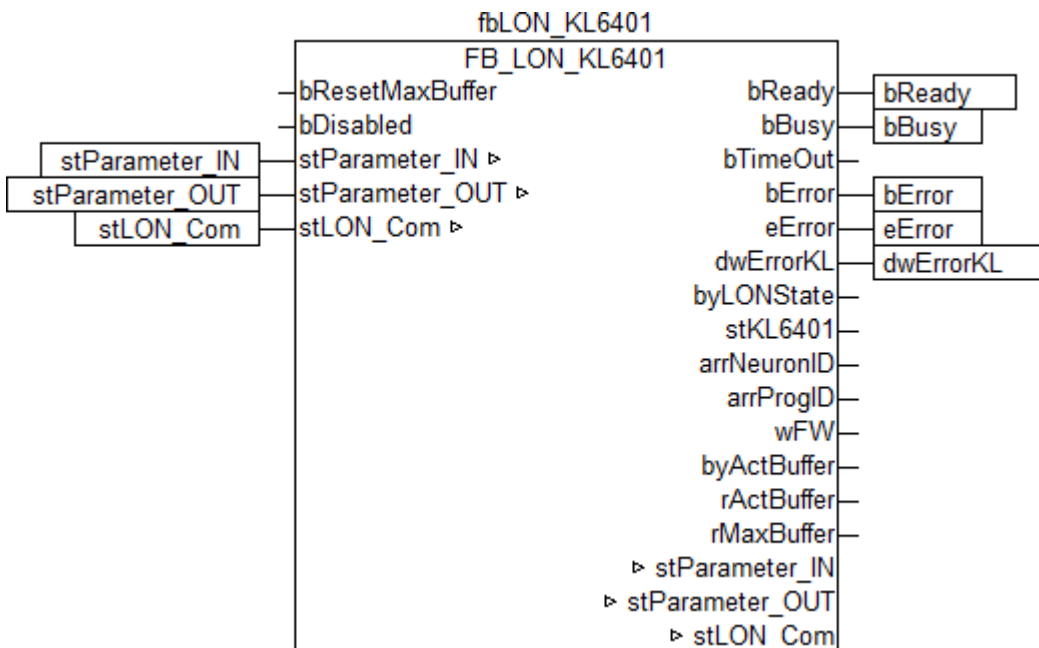 fbLON_KL6401
FB_LON_KL6401
bResetMaxBuffer bReady bReady
bDisabled bBusy bBusy
stParameter_IN stParameter_IN bTimeOut
stParameter_OUT stParameter_OUT bError bError
stLON_Com stLON_Com eError eError
dwErrorKL dwErrorKL
byLONState
stKL6401
arrNeuronID
arrProgID
wFW
byActBuffer
rActBuffer
rMaxBuffer
stParameter_IN
stParameter_OUT
stLON_Com